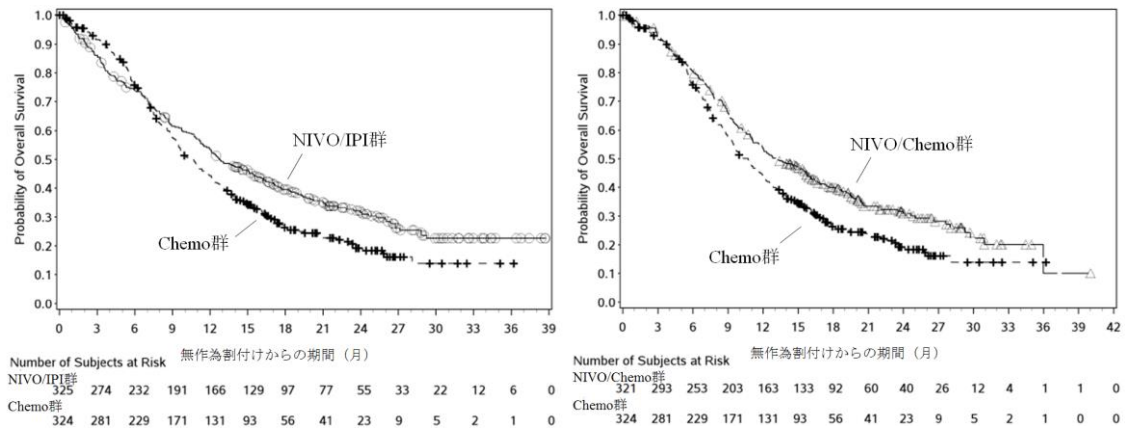 Probability of Overall Survival
1.0
0.9
0.8
0.7
0.6
0.5
0.4
0.3
0.2
0.1
0.0
NIVO/IPI群
Chemo群
0 3 6 9 12 15 18 21 24 27 30 33 36 39
無作為割付けからの期間（月）
Number of Subjects at Risk
NIVO/IPI群
325 274 232 191 166 129 97 77 55 33 22 12 6 0
Chemo群
324 281 229 171 131 93 56 41 23 9 5 2 1 0
Probability of Overall Survival
1.0
0.9
0.8
0.7
0.6
0.5
0.4
0.3
0.2
0.1
0.0
NIVO/Chemo群
Chemo群
0 3 6 9 12 15 18 21 24 27 30 33 36 39 42
無作為割付けからの期間（月）
Number of Subjects at Risk
NIVO/Chemo群
321 293 253 203 163 133 92 60 40 26 12 4 1 1 0
Chemo群
324 281 229 171 131 93 56 41 23 9 5 2 1 0 0